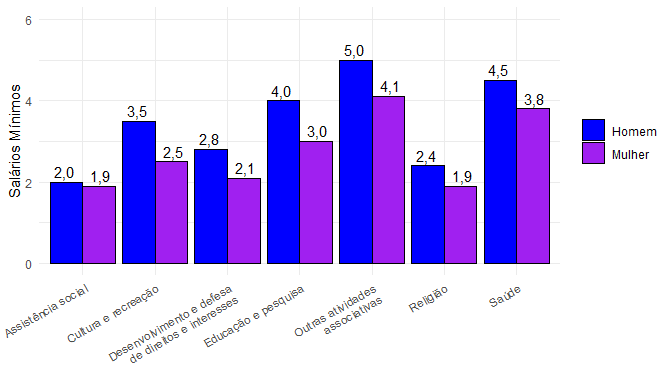 6
4
2
0
Salários Mínimos
2,0
1,9
3,5
2,5
2,8
2,1
4,0
3,0
5,0
4,1
2,4
1,9
4,5
3,8
Homem
Mulher
Assistência social
Cultura e recreação
Desenvolvimento e defesa
de direitos e interesses
Educação e pesquisa
Outras atividades
associativas
Religião
Saúde